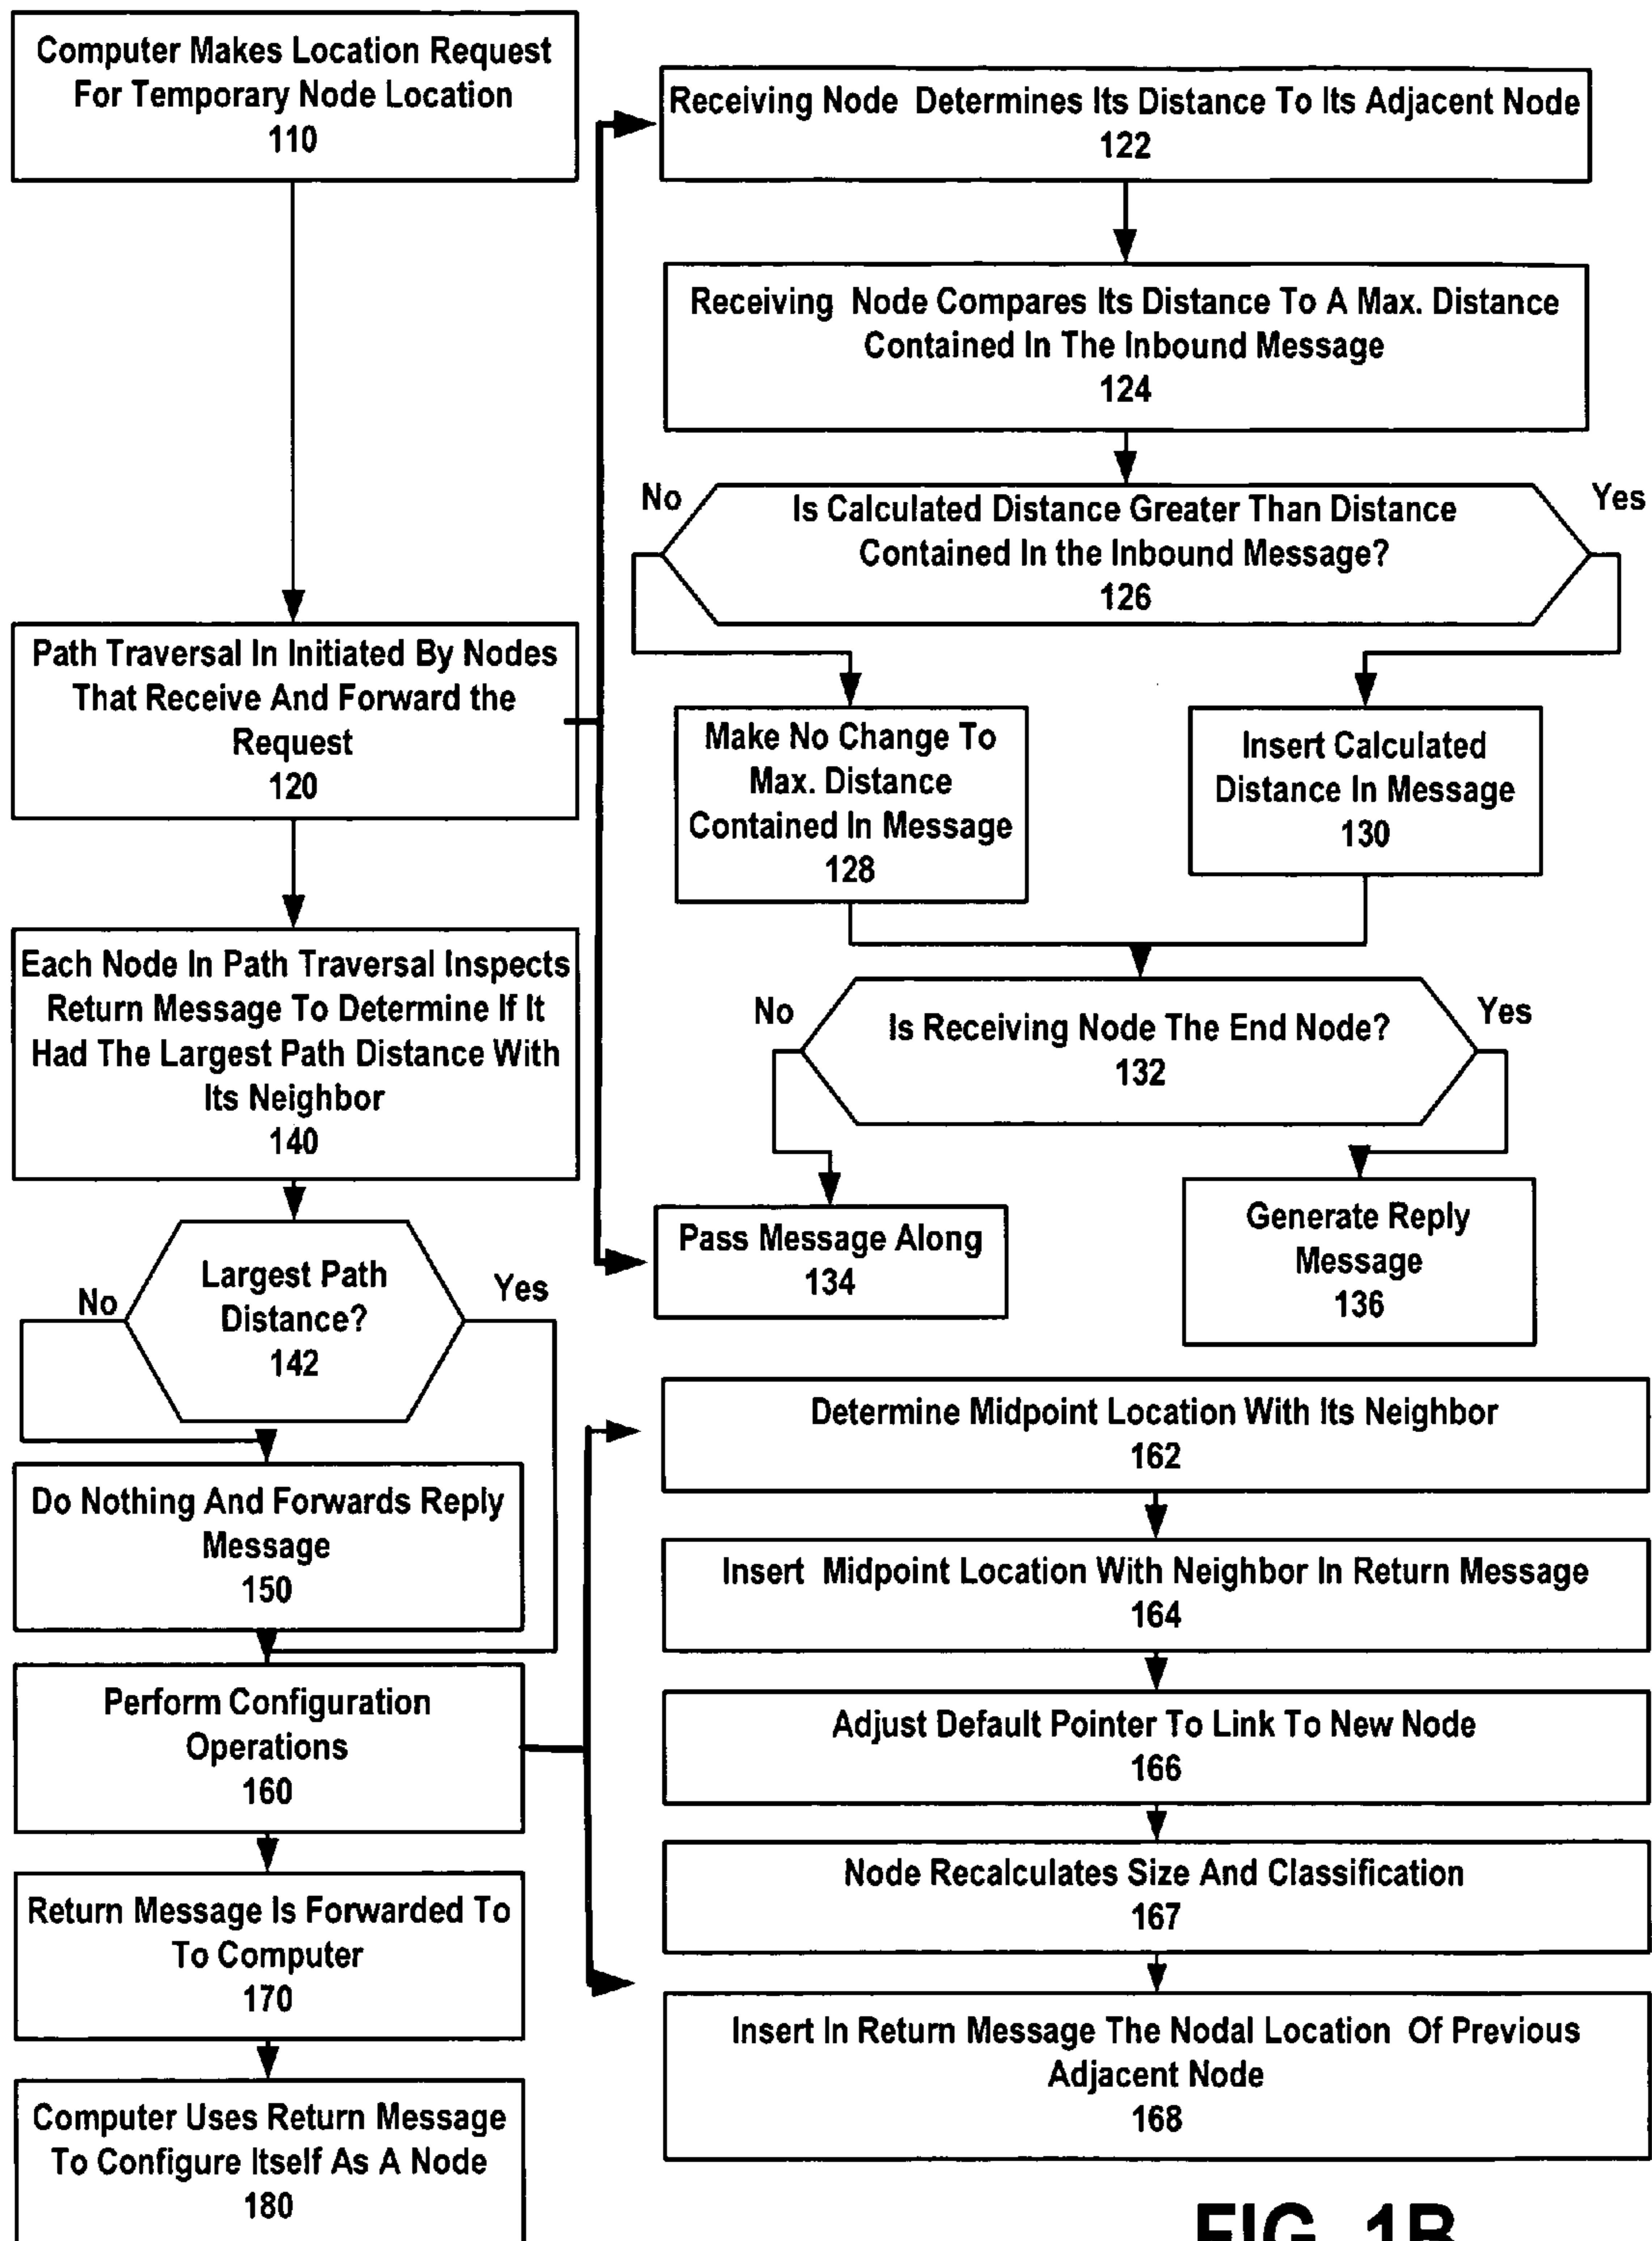 Computer Makes Location Request
For Temporary Node Location
110
Path Traversal In Initiated By Nodes
That Receive And Forward the
Request
120
Each Node In Path Traversal Inspects
Return Message To Determine If It
Had The Largest Path Distance With
Its Neighbor
140
Largest Path
Distance?
142
No
Yes
Do Nothing And Forwards Reply
Message
150
Perform Configuration
Operations
160
Return Message Is Forwarded To
To Computer
170
Computer Uses Return Message
To Configure Itself As A Node
180
Receiving Node Determines Its Distance To Its Adjacent Node
122
Receiving Node Compares Its Distance To A Max. Distance
Contained In The Inbound Message
124
No
Is Calculated Distance Greater Than Distance
Contained In the Inbound Message?
126
Yes
Make No Change To
Max. Distance
Contained In Message
128
Insert Calculated
Distance In Message
130
No
Is Receiving Node The End Node?
132
Yes
Pass Message Along
134
Generate Reply
Message
136
Determine Midpoint Location With Its Neighbor
162
Insert Midpoint Location With Neighbor In Return Message
164
Adjust Default Pointer To Link To New Node
166
Node Recalculates Size And Classification
167
Insert In Return Message The Nodal Location Of Previous
Adjacent Node
168
FIG. 1B